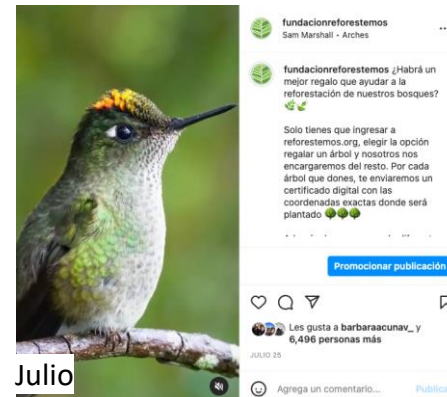 fundacionreforestemos
Sam Marshall • Arches
fundacionreforestemos ¿Habrá un
mejor regalo que ayudar a la
reforestación de nuestros bosques?
Solo tienes que ingresar a
reforestemos.org, elegir la opción
regalar un árbol y nosotros nos
encargaremos del resto. Por cada
árbol que dones, te enviaremos un
certificado digital con las
coordenadas exactas donde será
plantado
Promocionar publicación
Les gusta a barbaraacunav_ y
6,496 personas más
JULIO 25
Agrega un comentario...
Publica
Julio